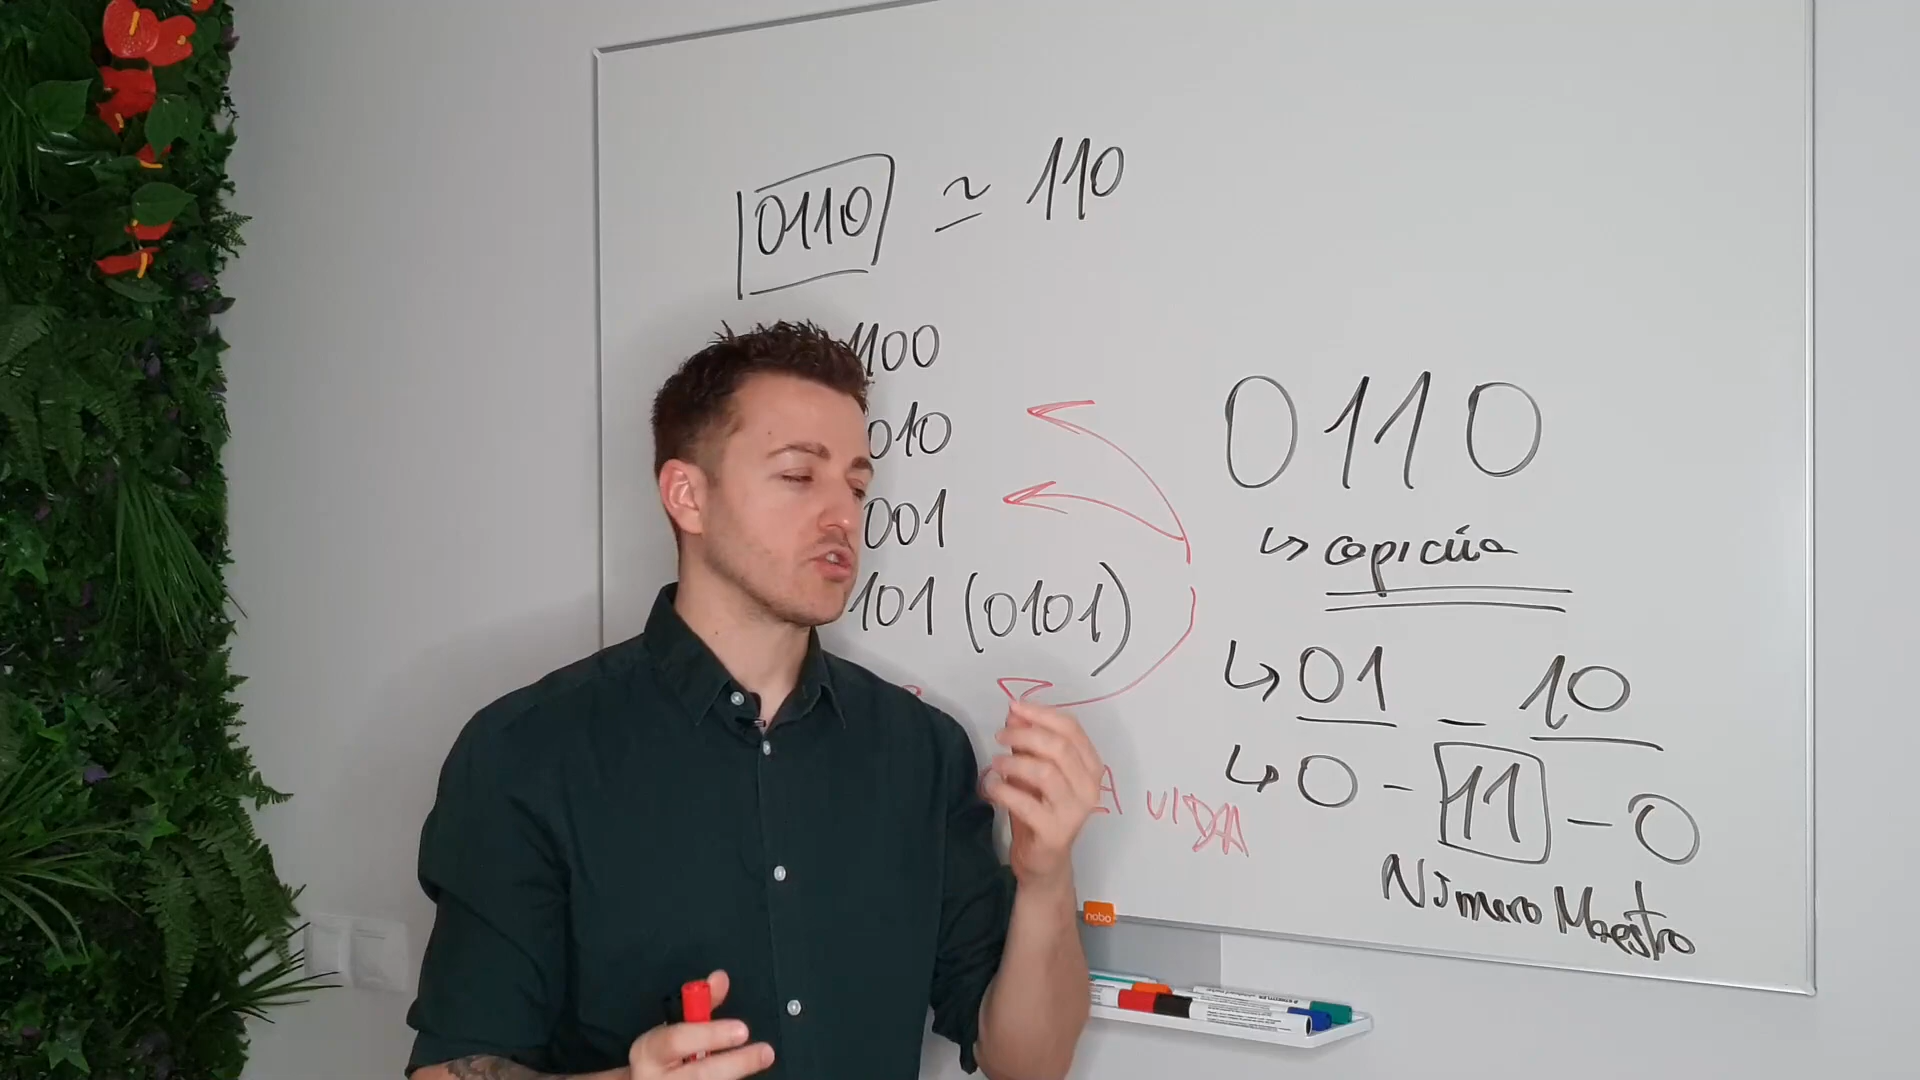 0110 ≃ 110
100
010
001
101 (0101)
A VIDA
0110
↳ capicúa
↳ 01 - 10
↳ 0 - 11 - 0
Número Maestro
nobo